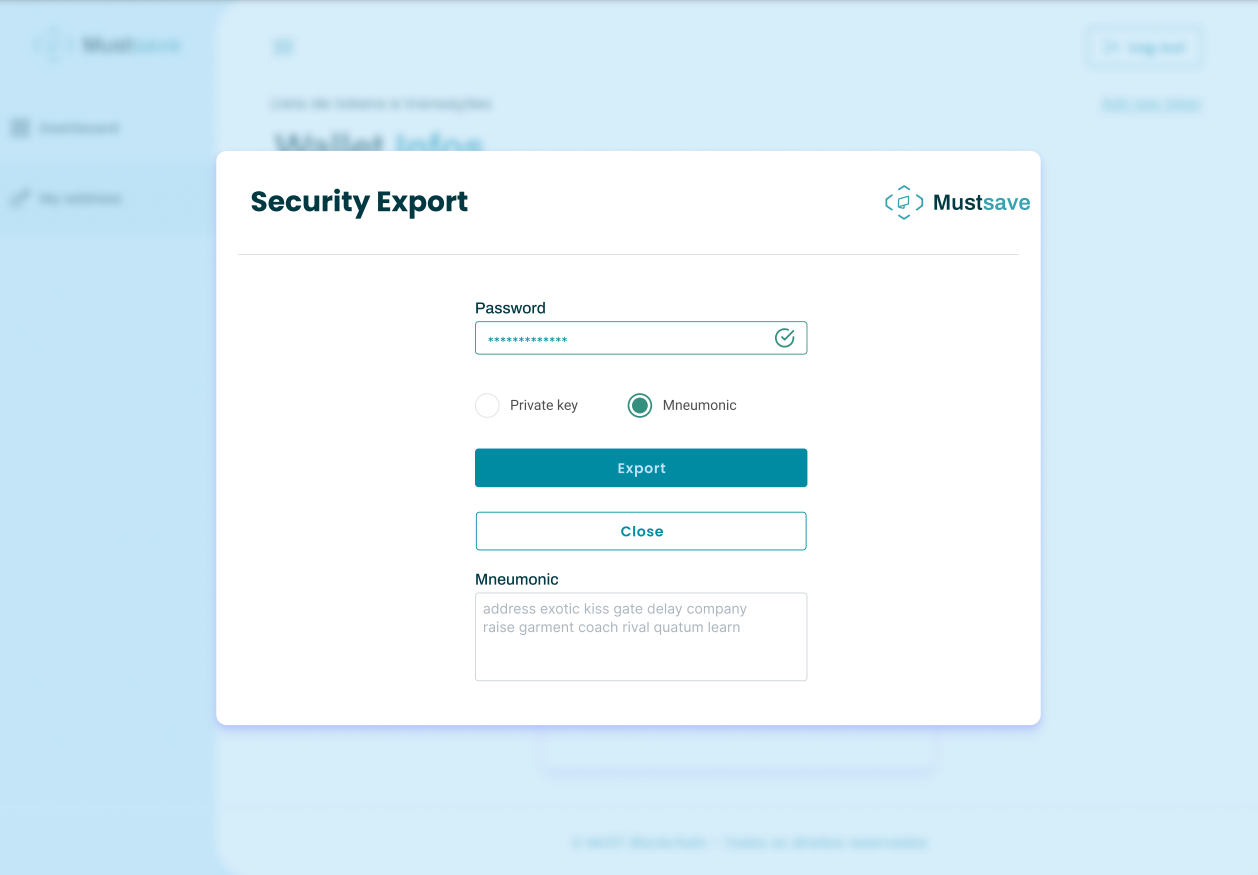 Mustsave
Log out
Lista de tokens e transações
Add new token
Dashboard
Wallet Infos
My Address
Security Export
Mustsave
Password
*************
Private key
Mneumonic
Export
Close
Mneumonic
address exotic kiss gate delay company
raise garment coach rival quatum learn